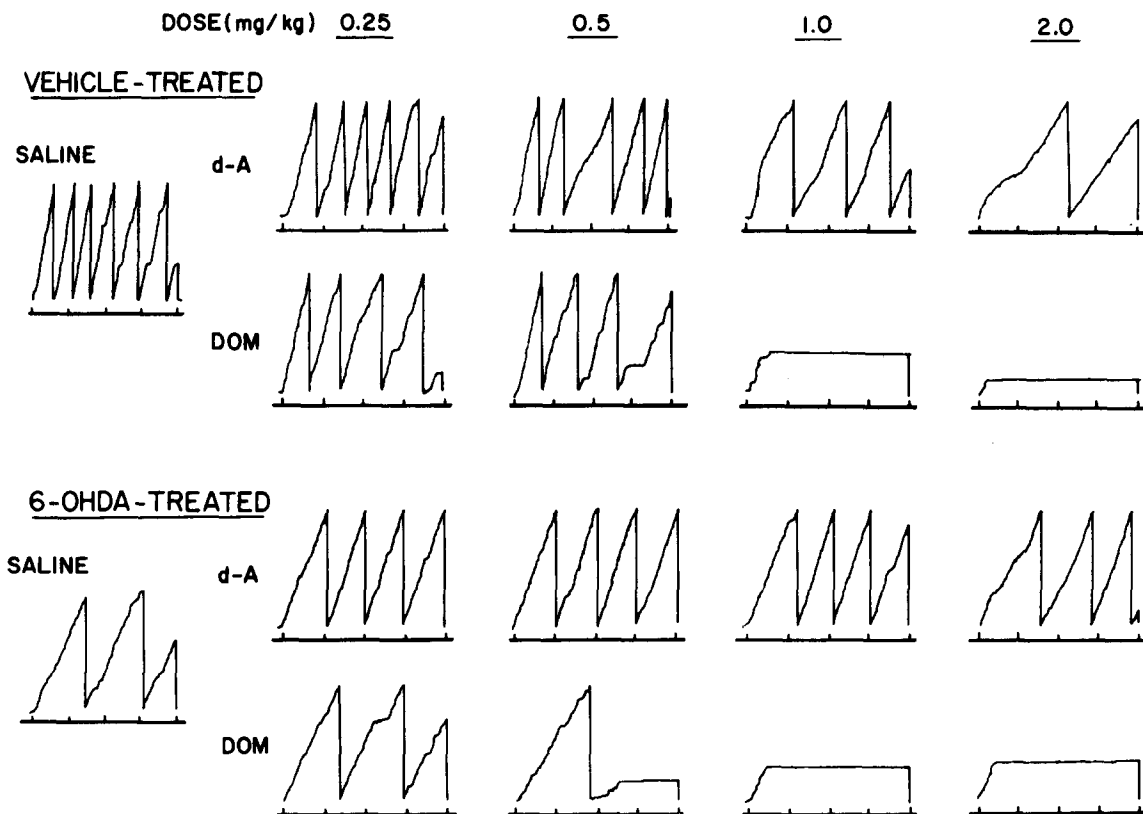 DOSE(mg/kg) 0.25 0.5 1.0 2.0
VEHICLE-TREATED
SALINE
d-A
DOM
6-OHDA-TREATED
SALINE
d-A
DOM